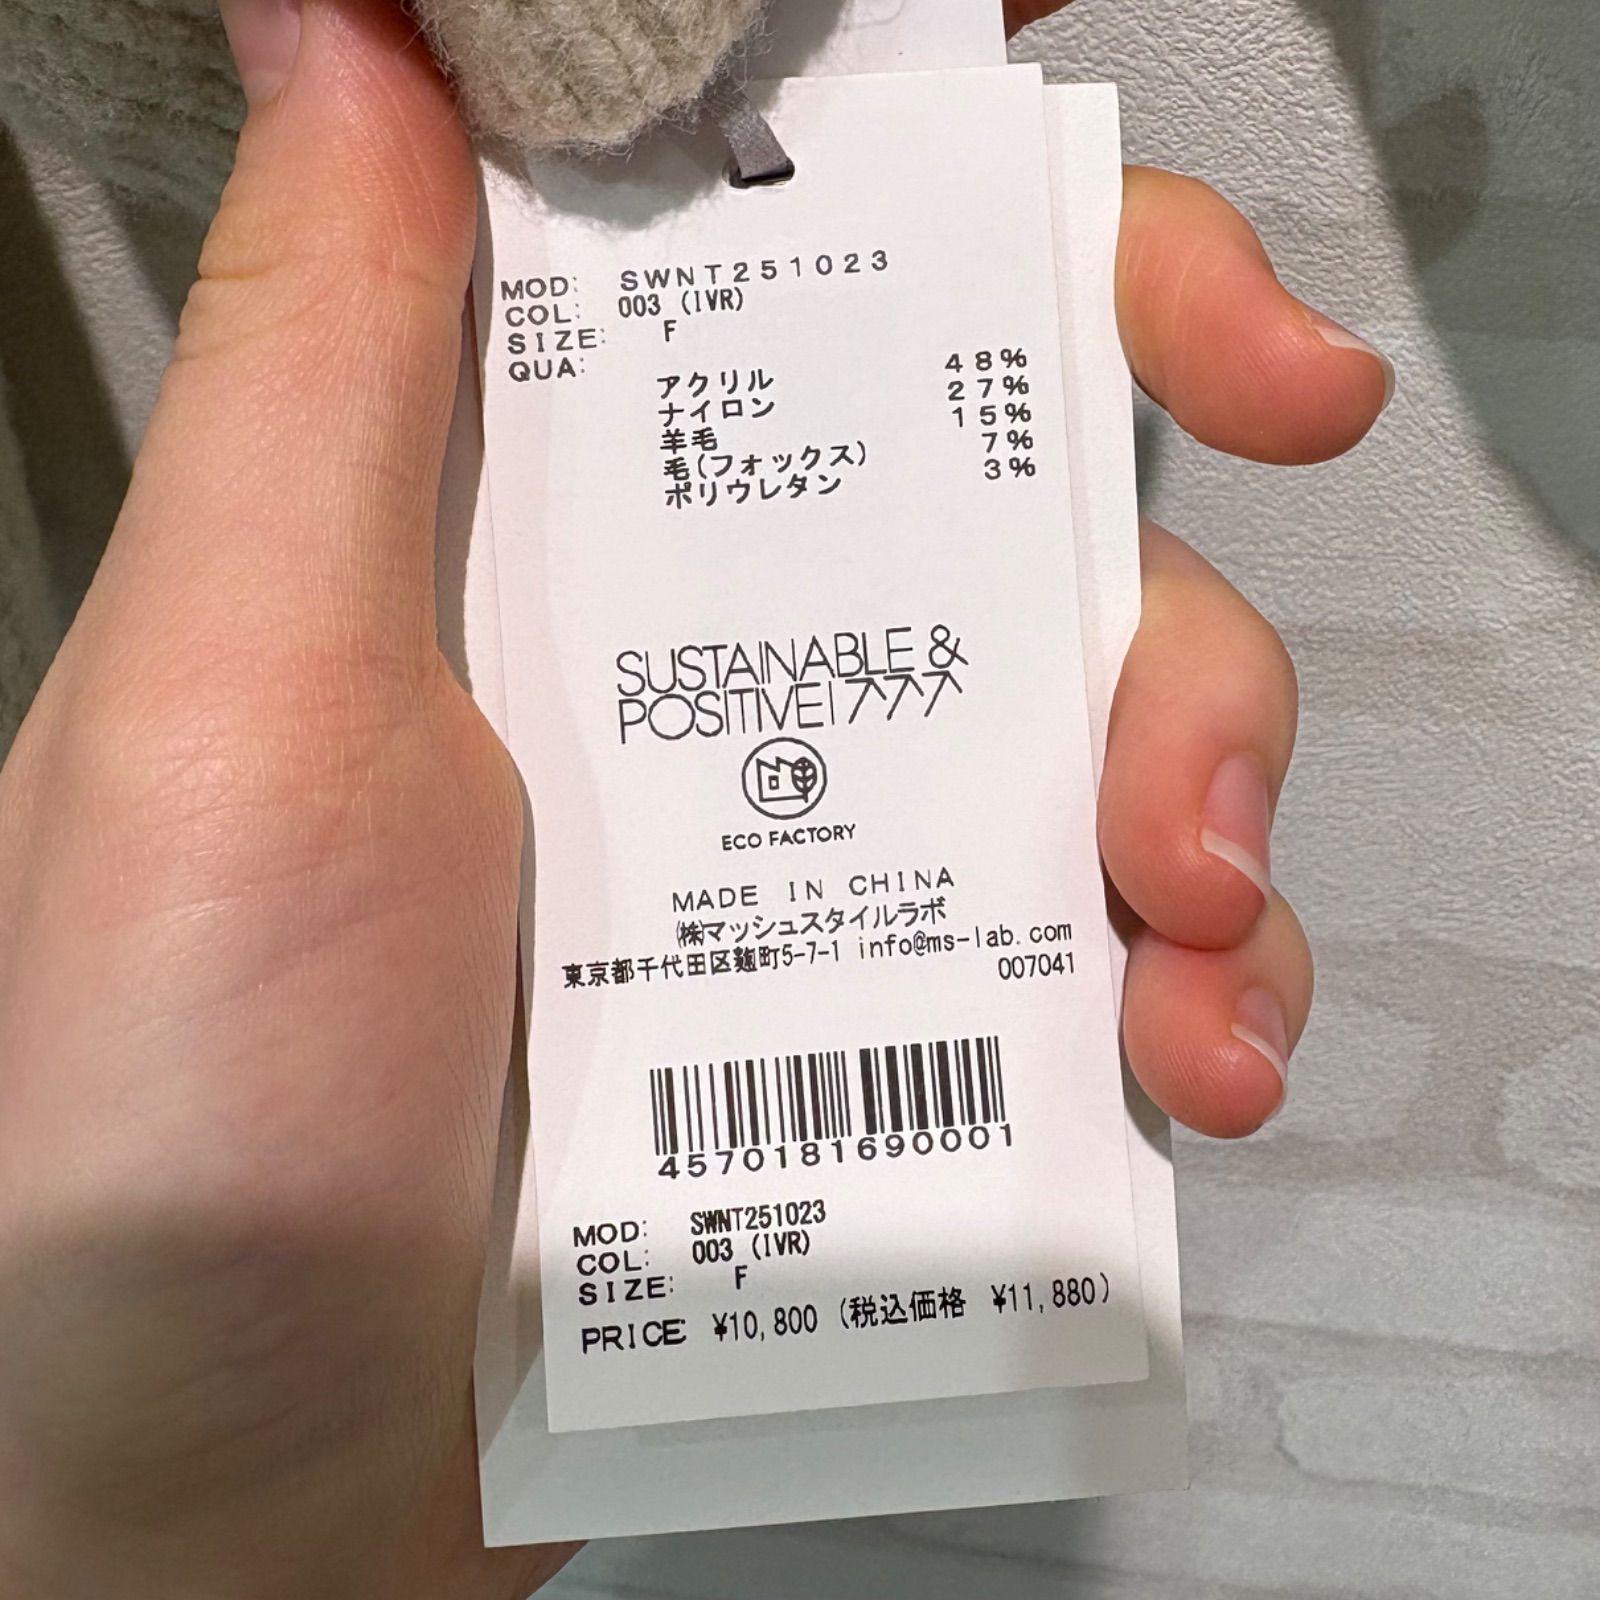 MOD: SWNT251023
COL: 003 (IVR)
SIZE: F
QUA:
アクリル 48%
ナイロン 27%
羊毛 15%
毛(フォックス) 7%
ポリウレタン 3%
SUSTAINABLE &
POSITIVE! ↗↗↗
ECO FACTORY
MADE IN CHINA
㈱マッシュスタイルラボ
東京都千代田区麹町5-7-1 info@ms-lab.com
007041
4570181690001
MOD: SWNT251023
COL: 003 (IVR)
SIZE: F
PRICE: ¥10,800 (税込価格 ¥11,880)